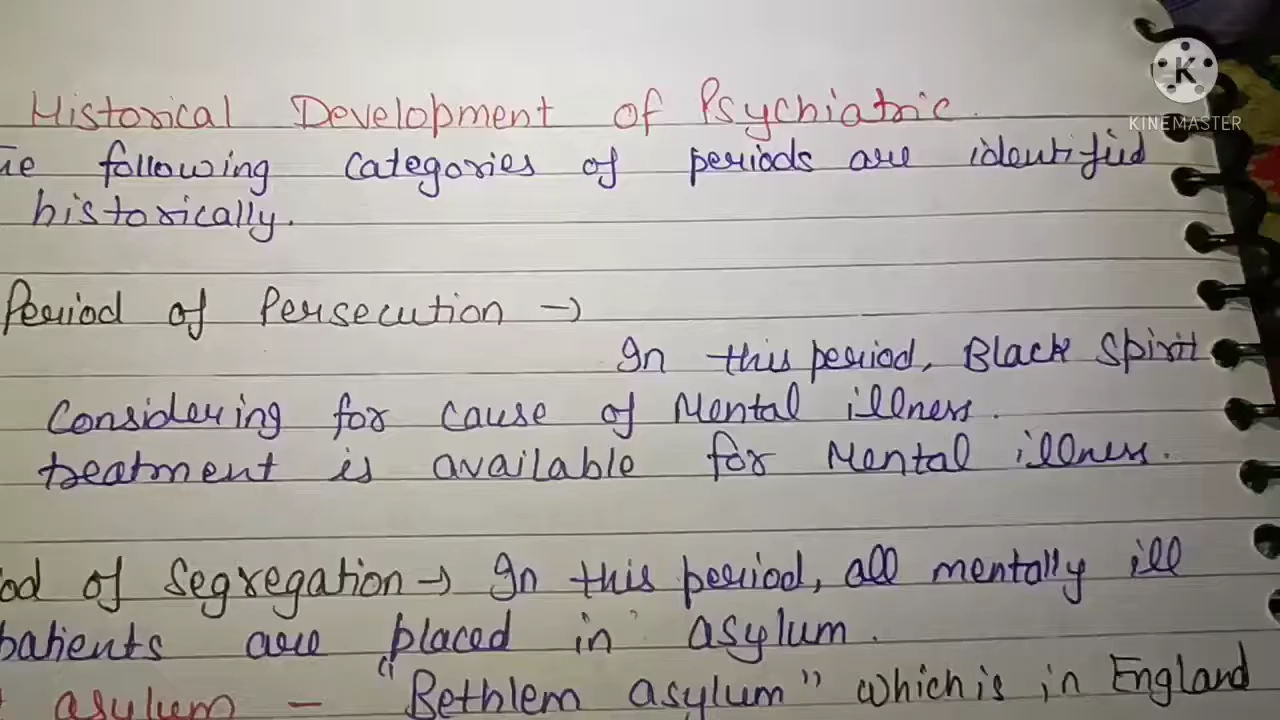 Historical Development of Psychiatric.
following categories of periods are identified
historically.
Period of Persecution →
In this period, Black Spirit
Considering for cause of Mental illness.
treatment is available for Mental illness.
od of Segregation → In this period, all mentally ill
patients are placed in asylum.
asylum - "Bethlem asylum" which is in England
K
KINEMASTER